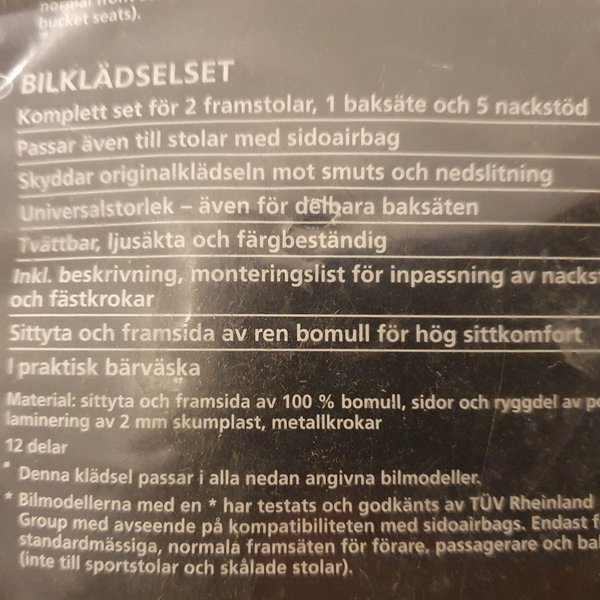 normal front
bucket seats).
BILKLÄDSELSET
Komplett set för 2 framstolar, 1 baksäte och 5 nackstöd
Passar även till stolar med sidoairbag
Skyddar originalklädseln mot smuts och nedslitning
Universalstorlek – även för delbara baksäten
Tvättbar, ljusäkta och färgbeständig
Inkl. beskrivning, monteringslist för inpassning av nackst
och fästkrokar
Sittyta och framsida av ren bomull för hög sittkomfort
I praktisk bärväska
Material: sittyta och framsida av 100 % bomull, sidor och ryggdel av po
laminering av 2 mm skumplast, metallkrokar
12 delar
* Denna klädsel passar i alla nedan angivna bilmodeller.
* Bilmodellerna med en * har testats och godkänts av TÜV Rheinland
Group med avseende på kompatibiliteten med sidoairbags. Endast f
standardmässiga, normala framsäten för förare, passagerare och bak
(inte till sportstolar och skålade stolar).